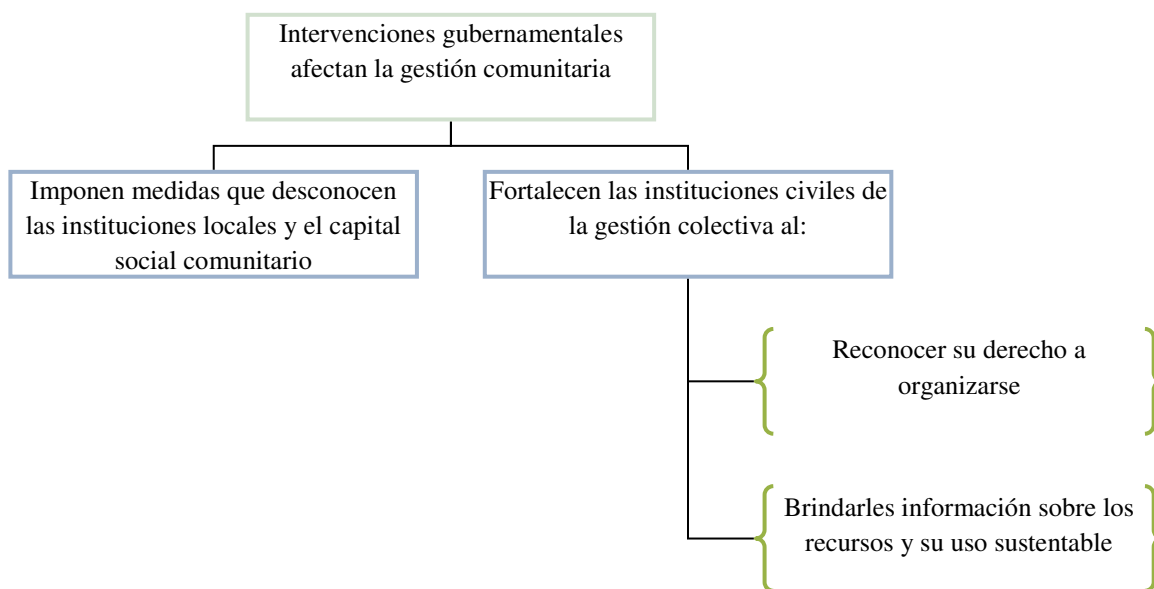 Intervenciones gubernamentales
afectan la gestión comunitaria
Imponen medidas que desconocen
las instituciones locales y el capital
social comunitario
Fortalecen las instituciones civiles de
la gestión colectiva al:
Reconocer su derecho a
organizarse
Brindarles información sobre los
recursos y su uso sustentable